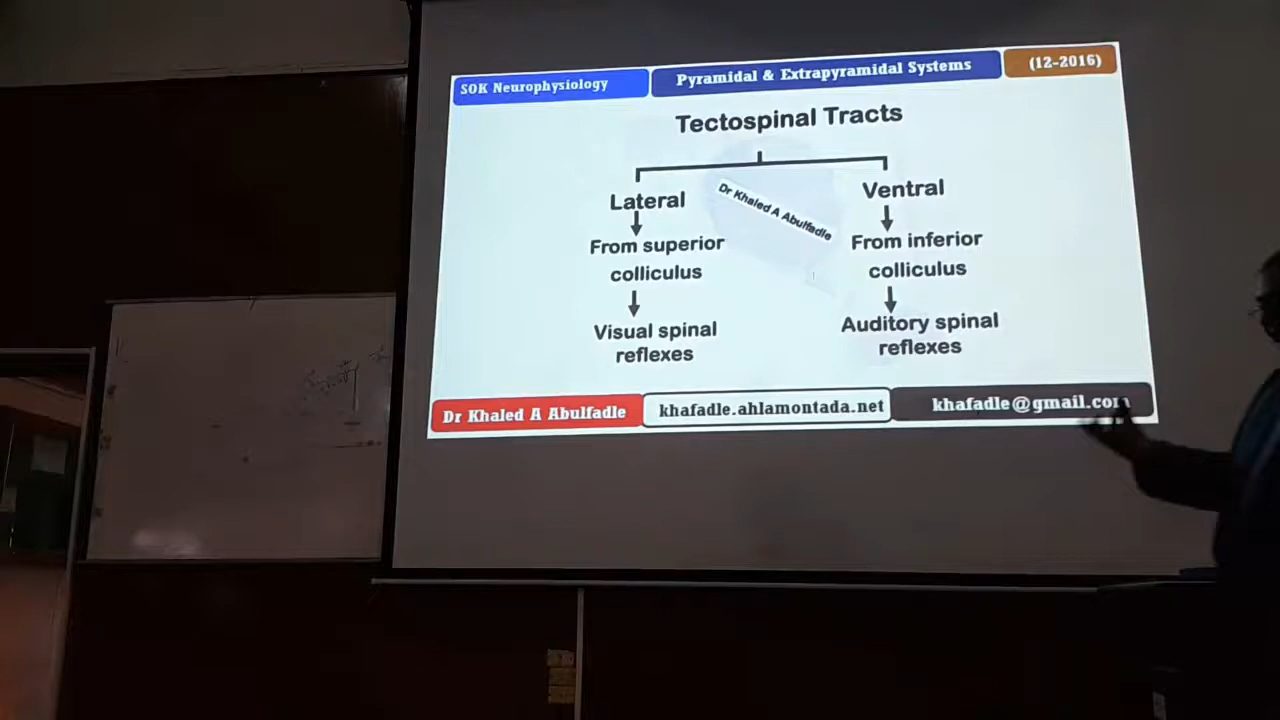 SOK Neurophysiology
Pyramidal & Extrapyramidal Systems
(12-2016)
Tectospinal Tracts
Lateral
Ventral
Dr Khaled A Abulfadle
From superior
colliculus
From inferior
colliculus
Visual spinal
reflexes
Auditory spinal
reflexes
Dr Khaled A Abulfadle
khafadle.ahlamontada.net
khafadle@gmail.com